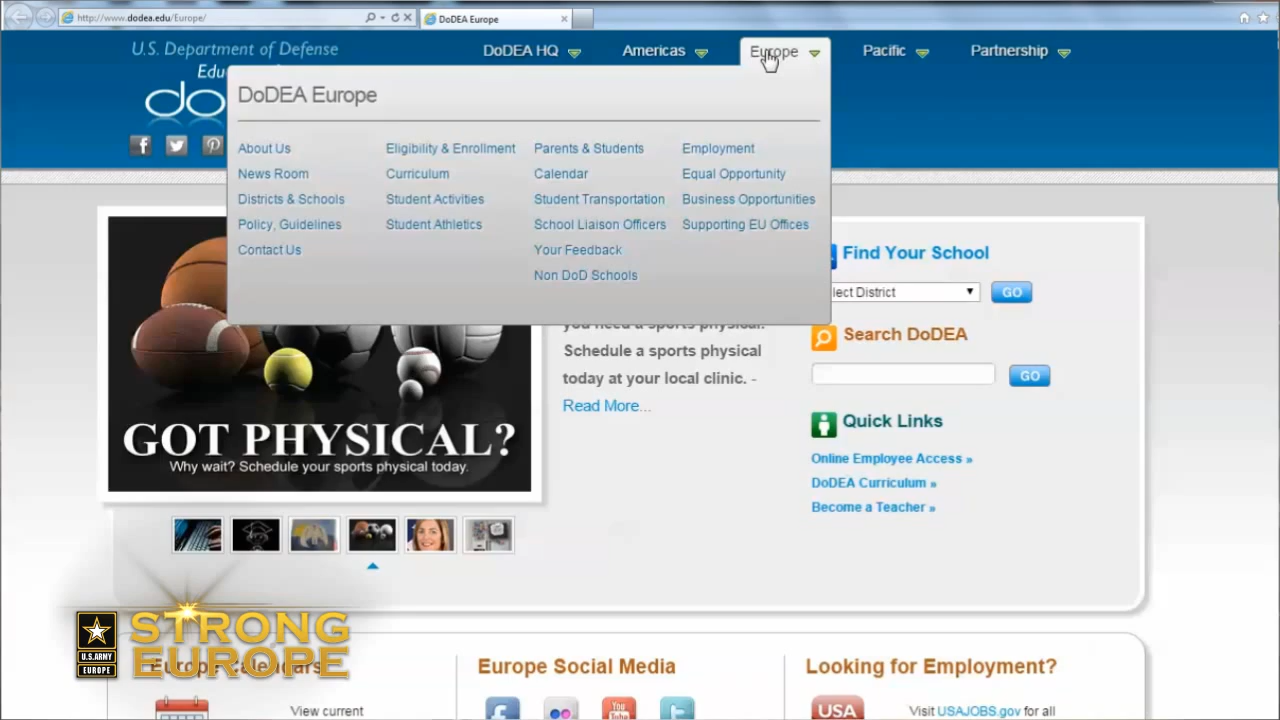 http://www.dodea.edu/Europe/
DoDEA Europe
U.S. Department of Defense
DoDEA HQ
Americas
Europe
Pacific
Partnership
Edu
do
DoDEA Europe
About Us
Eligibility & Enrollment
Parents & Students
Employment
News Room
Curriculum
Calendar
Equal Opportunity
Districts & Schools
Student Activities
Student Transportation
Business Opportunities
Policy, Guidelines
Student Athletics
School Liaison Officers
Supporting EU Offices
Contact Us
Your Feedback
Non DoD Schools
Find Your School
lect District
GO
you need a sports physical.
Schedule a sports physical
today at your local clinic. -
Read More...
Search DoDEA
GO
Quick Links
Online Employee Access »
DoDEA Curriculum »
Become a Teacher »
GOT PHYSICAL?
Why wait? Schedule your sports physical today.
STRONG
EUROPE
U.S.ARMY
EUROPE
Europe Calendars
View current
Europe Social Media
You
Looking for Employment?
USA
Visit USAJOBS.gov for all